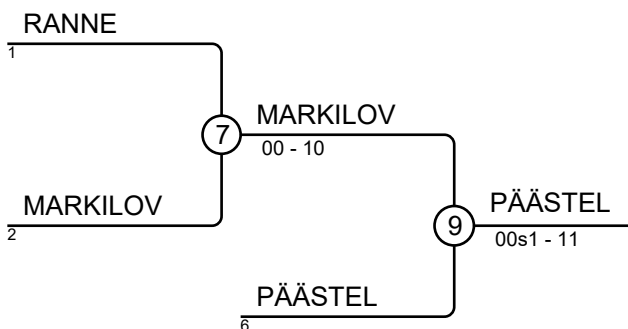 RANNE
1
7
MARKILOV
00 - 10
MARKILOV
2
9
PÄÄSTEL
00s1 - 11
PÄÄSTEL
6